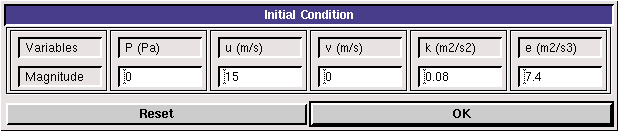 Initial Condition
Variables P (Pa) u (m/s) v (m/s) k (m2/s2) e (m2/s3)
Magnitude 0 15 0 0.08 7.4
Reset OK